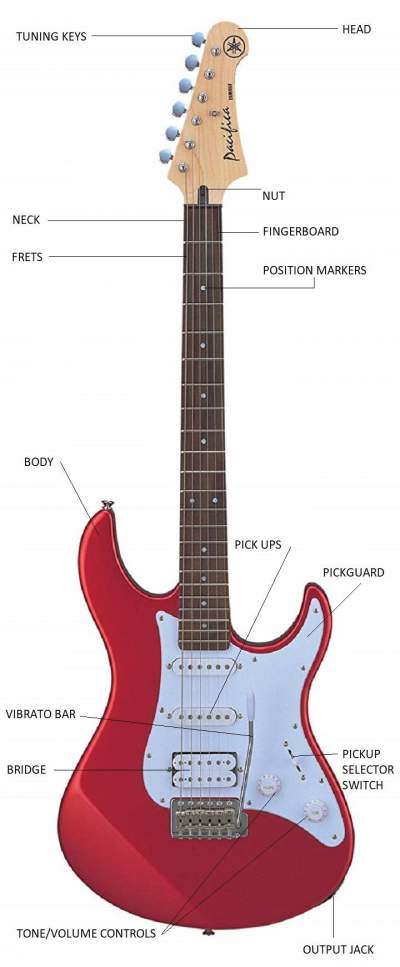 TUNING KEYS
HEAD
Pacifica
YAMAHA
NUT
NECK
FINGERBOARD
FRETS
POSITION MARKERS
BODY
PICK UPS
PICKGUARD
VIBRATO BAR
BRIDGE
PICKUP
SELECTOR
SWITCH
TONE/VOLUME CONTROLS
OUTPUT JACK